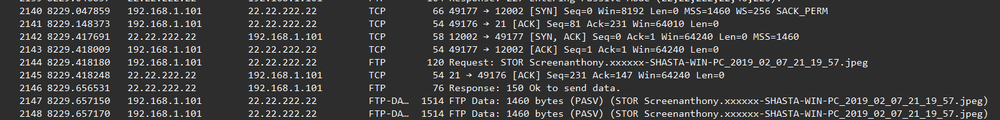 2140 8229.047859 192.168.1.101 22.22.222.22 TCP 66 49177 → 12002 [SYN] Seq=0 Win=8192 Len=0 MSS=1460 WS=256 SACK_PERM
2141 8229.148373 192.168.1.101 22.22.222.22 TCP 54 49176 → 21 [ACK] Seq=81 Ack=231 Win=64010 Len=0
2142 8229.417691 22.22.222.22 192.168.1.101 TCP 58 12002 → 49177 [SYN, ACK] Seq=0 Ack=1 Win=64240 Len=0 MSS=1460
2143 8229.418009 192.168.1.101 22.22.222.22 TCP 54 49177 → 12002 [ACK] Seq=1 Ack=1 Win=64240 Len=0
2144 8229.418180 192.168.1.101 22.22.222.22 FTP 120 Request: STOR Screenanthony.xxxxxx-SHASTA-WIN-PC_2019_02_07_21_19_57.jpeg
2145 8229.418248 22.22.222.22 192.168.1.101 TCP 54 21 → 49176 [ACK] Seq=231 Ack=147 Win=64240 Len=0
2146 8229.656531 22.22.222.22 192.168.1.101 FTP 76 Response: 150 Ok to send data.
2147 8229.657150 192.168.1.101 22.22.222.22 FTP-DA… 1514 FTP Data: 1460 bytes (PASV) (STOR Screenanthony.xxxxxx-SHASTA-WIN-PC_2019_02_07_21_19_57.jpeg)
2148 8229.657170 192.168.1.101 22.22.222.22 FTP-DA… 1514 FTP Data: 1460 bytes (PASV) (STOR Screenanthony.xxxxxx-SHASTA-WIN-PC_2019_02_07_21_19_57.jpeg)